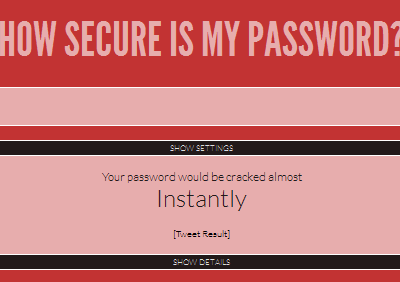 HOW SECURE IS MY PASSWORD?
SHOW SETTINGS
Your password would be cracked almost
Instantly
[Tweet Result]
SHOW DETAILS